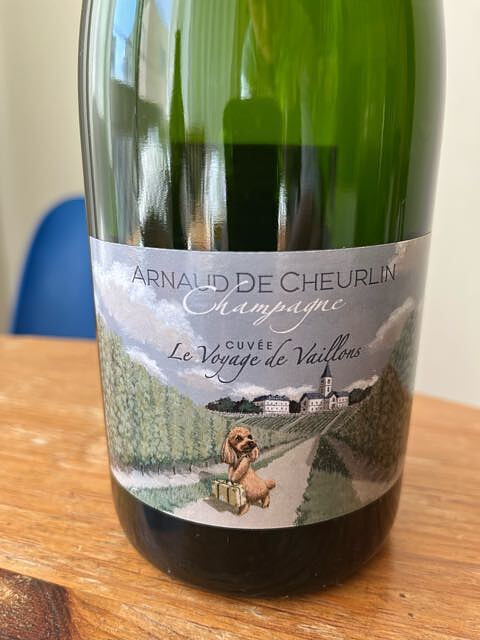 ARNAUD DE CHEURLIN
Champagne
CUVÉE
Le Voyage de Vaillons